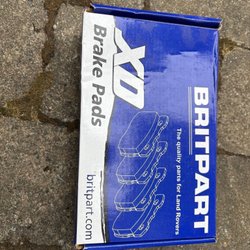 BRITPART
The quality parts for Land Rovers
XD
Brake Pads
britpart.com